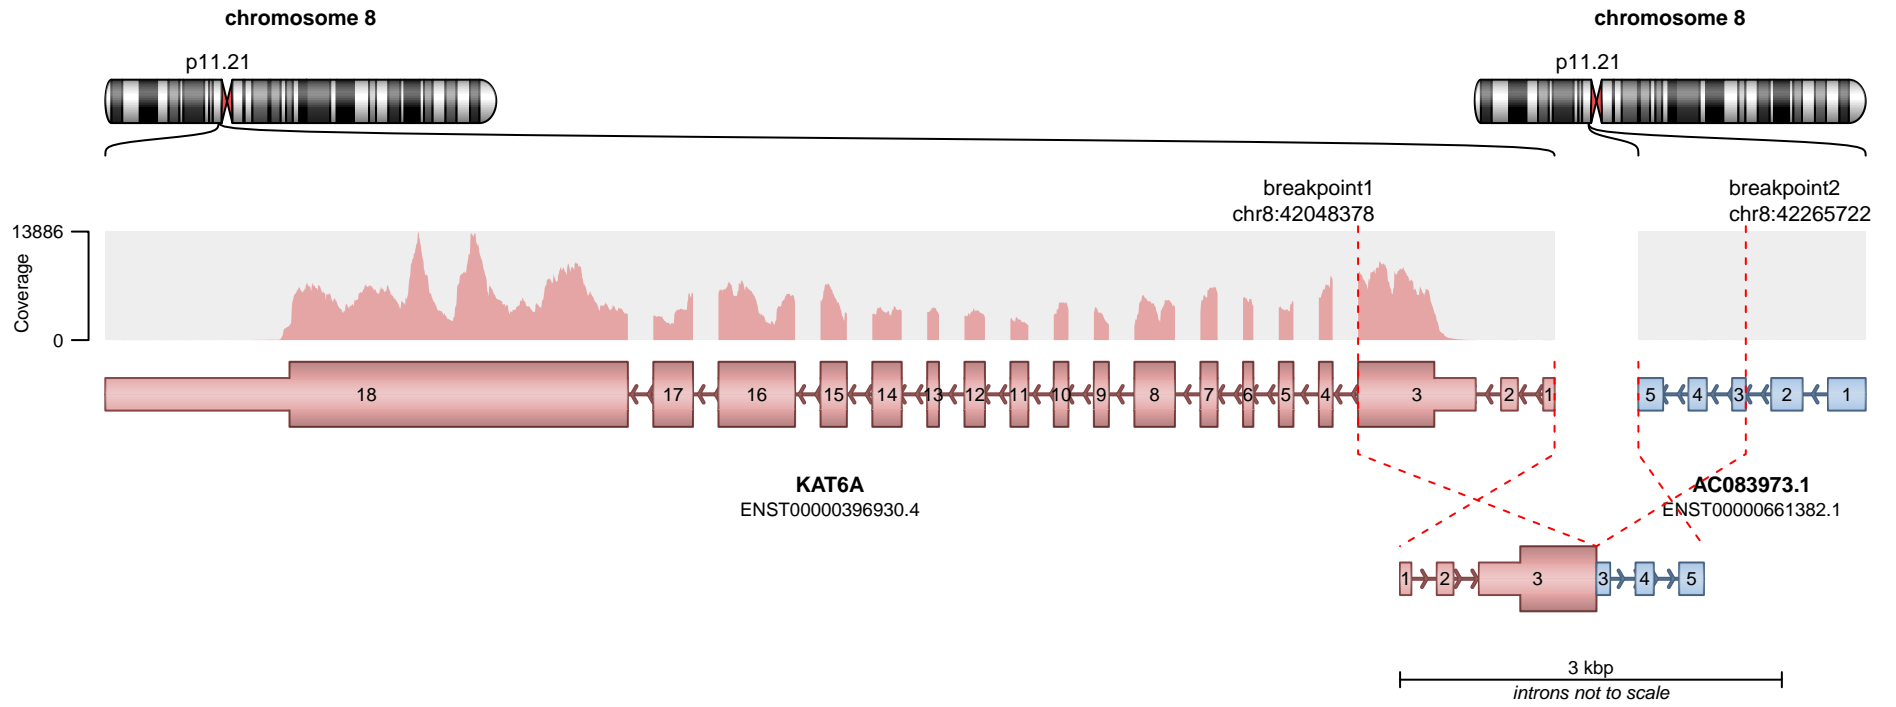 chromosome 8
chromosome 8
p11.21
p11.21
breakpoint1
chr8:42048378
breakpoint2
chr8:42265722
13886
Coverage
0
18 17 16 15 14 13 12 11 10 9 8 7 6 5 4 3 2 1
5 4 3 2 1
KAT6A
ENST00000396930.4
AC083973.1
ENST00000661382.1
1 2 3 3 4 5
3 kbp
introns not to scale